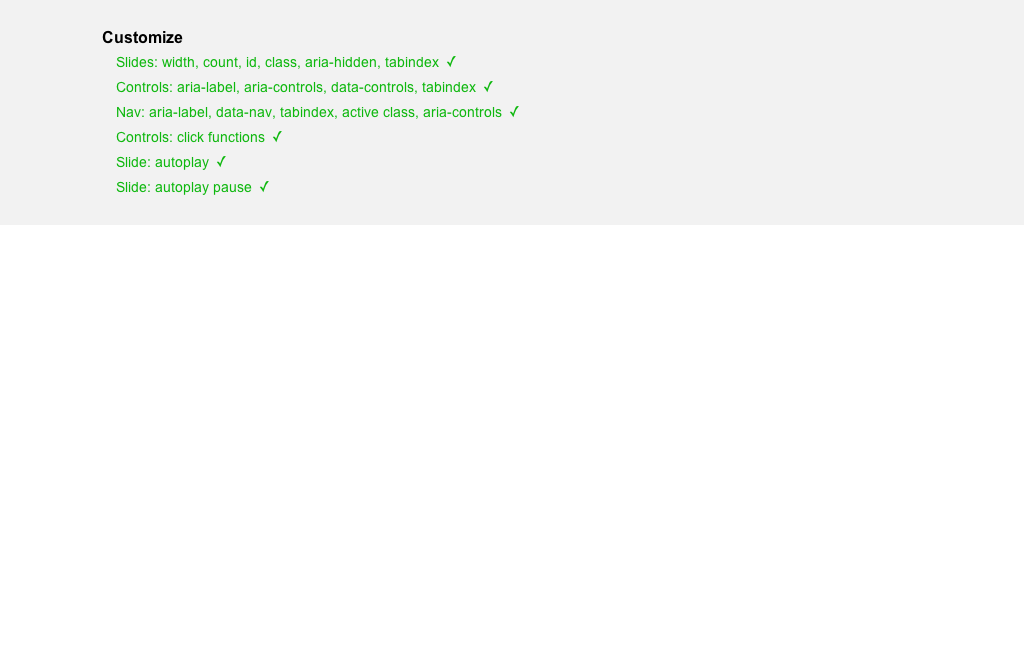 Customize
Slides: width, count, id, class, aria-hidden, tabindex ✓
Controls: aria-label, aria-controls, data-controls, tabindex ✓
Nav: aria-label, data-nav, tabindex, active class, aria-controls ✓
Controls: click functions ✓
Slide: autoplay ✓
Slide: autoplay pause ✓